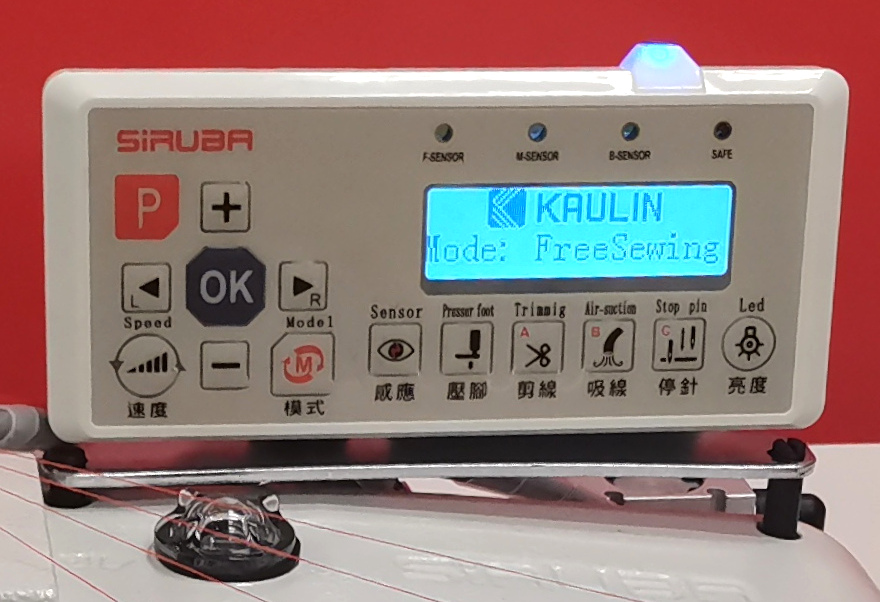 SiRUBA
F-SENSOR M-SENSOR B-SENSOR SAFE
P +
KAULIN
Mode: FreeSewing
L OK R
Speed Model
Sensor Presser foot Trimmig Air-suction Stop pin Led
A B C
M −
感應 壓腳 剪線 吸線 停針 亮度
速度 模式